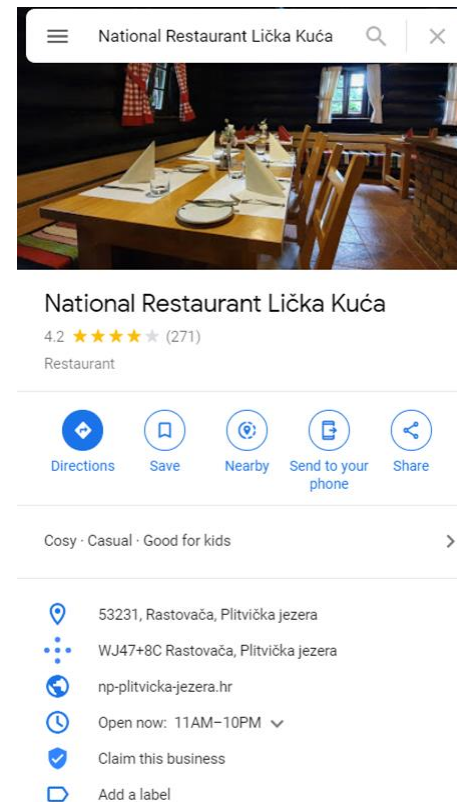 National Restaurant Lička Kuća
National Restaurant Lička Kuća
4.2 (271)
Restaurant
Directions Save Nearby Send to your phone Share
Cosy · Casual · Good for kids
53231, Rastovača, Plitvička jezera
WJ47+8C Rastovača, Plitvička jezera
np-plitvicka-jezera.hr
Open now: 11AM–10PM
Claim this business
Add a label